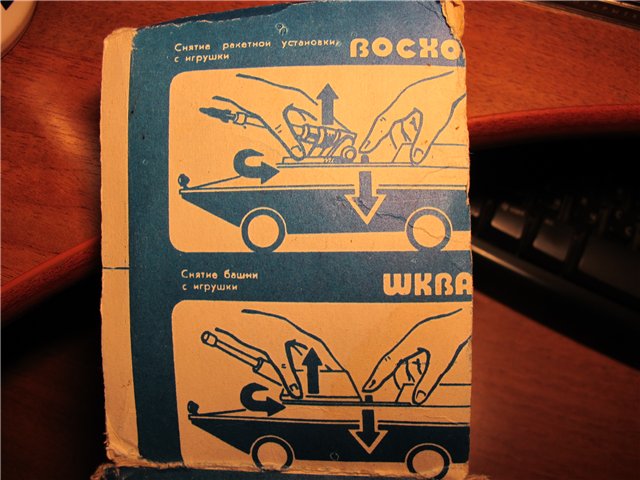 Снятие ракетной установки
с игрушки
ВОСХО
Снятие башни
с игрушки
ШКВА